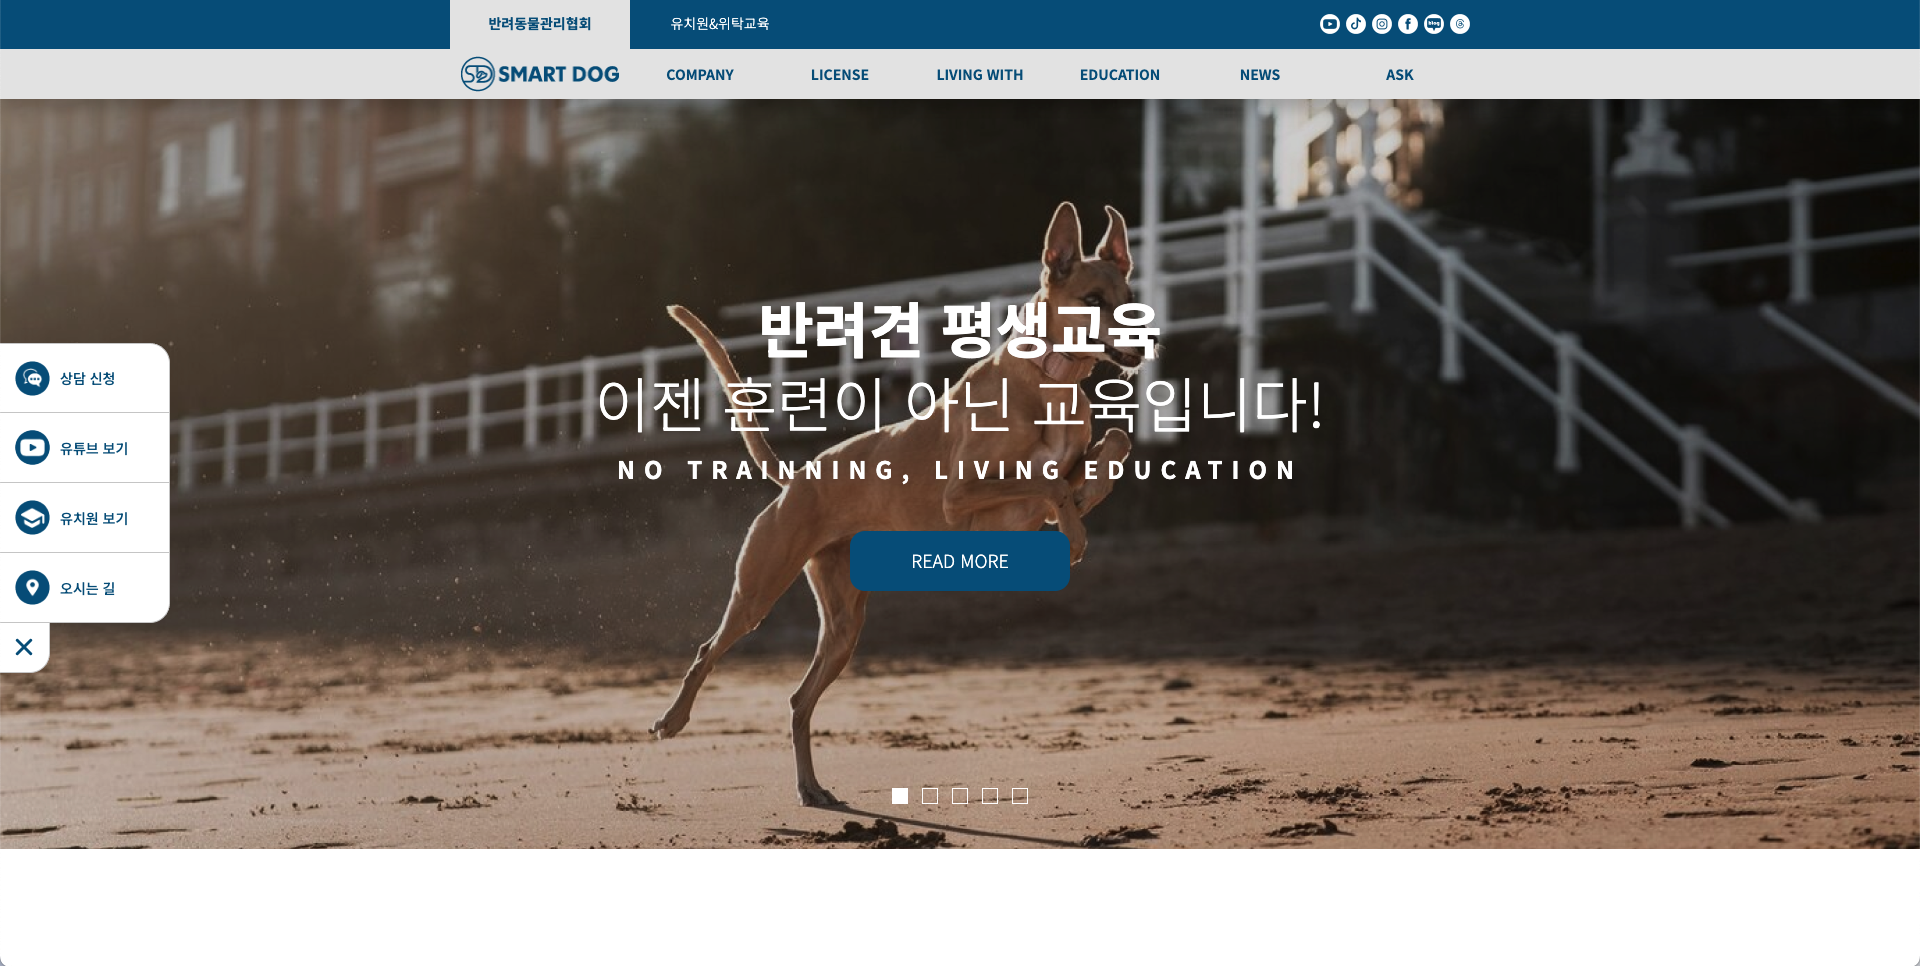 반려동물관리협회
유치원&위탁교육
SMART DOG
COMPANY
LICENSE
LIVING WITH
EDUCATION
NEWS
ASK
반려견 평생교육
이젠 훈련이 아닌 교육입니다!
NO TRAINNING, LIVING EDUCATION
READ MORE
상담 신청
유튜브 보기
유치원 보기
오시는 길